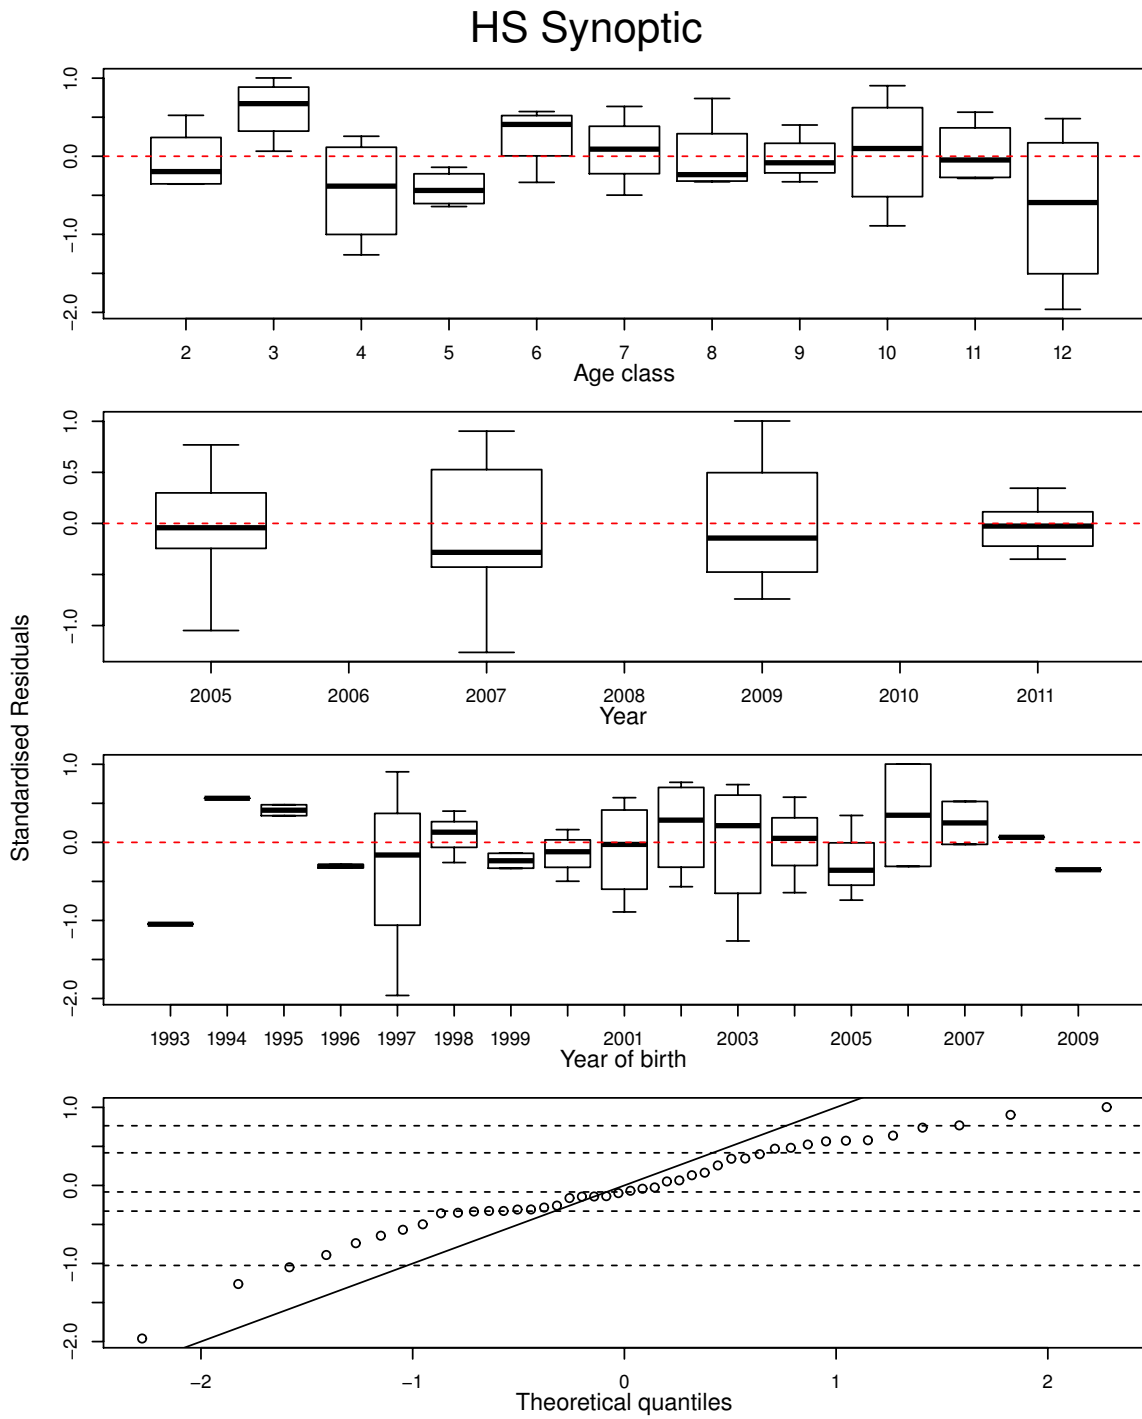 HS Synoptic
1.0
0.0
−1.0
−2.0
2 3 4 5 6 7 8 9 10 11 12
Age class
1.0
0.5
0.0
−1.0
2005 2006 2007 2008 2009 2010 2011
Year
Standardised Residuals
1.0
0.0
−1.0
−2.0
1993 1994 1995 1996 1997 1998 1999 2001 2003 2005 2007 2009
Year of birth
1.0
0.0
−1.0
−2.0
−2 −1 0 1 2
Theoretical quantiles